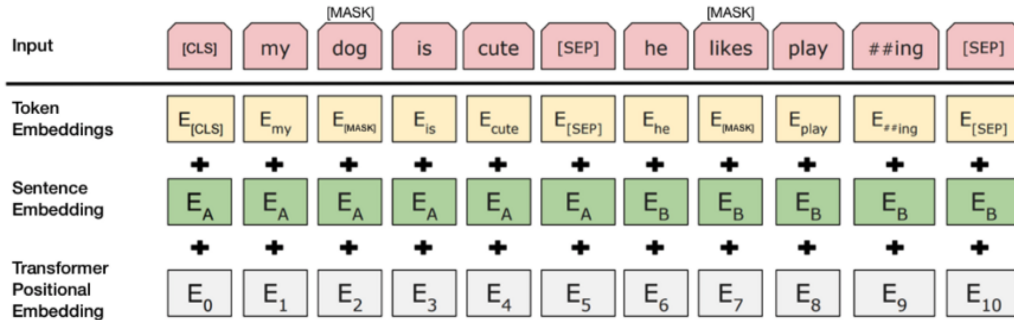 [MASK] [MASK]
Input [CLS] my dog is cute [SEP] he likes play ##ing [SEP]
Token
Embeddings
E[CLS] Emy E[MASK] Eis Ecute E[SEP] Ehe E[MASK] Eplay E##ing E[SEP]
+ + + + + + + + + + +
Sentence
Embedding
EA EA EA EA EA EA EB EB EB EB EB
+ + + + + + + + + + +
Transformer
Positional
Embedding
E0 E1 E2 E3 E4 E5 E6 E7 E8 E9 E10